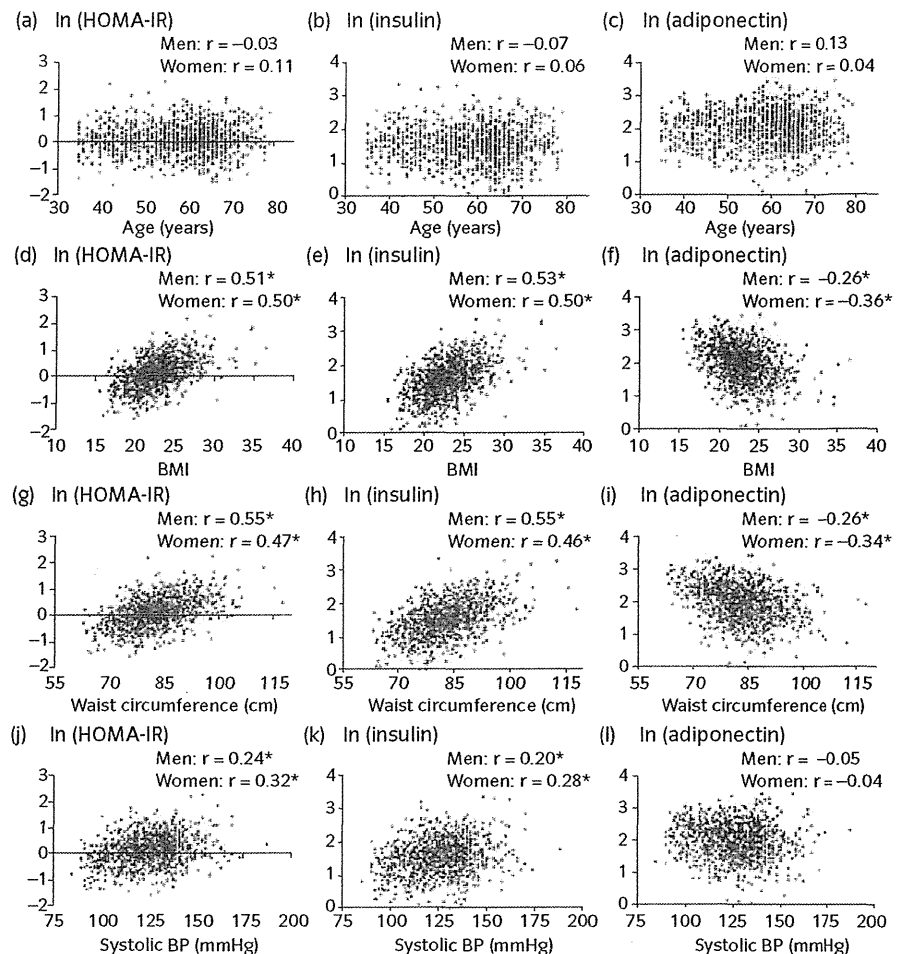 (a) ln (HOMA-IR)
Men: r = −0.03
Women: r = 0.11
3
2
1
0
−1
−2
30 40 50 60 70 80
Age (years)
(b) ln (insulin)
Men: r = −0.07
Women: r = 0.06
4
3
2
1
0
30 40 50 60 70 80
Age (years)
(c) ln (adiponectin)
Men: r = 0.13
Women: r = 0.04
4
3
2
1
0
30 40 50 60 70 80
Age (years)
(d) ln (HOMA-IR)
Men: r = 0.51*
Women: r = 0.50*
3
2
1
0
−1
−2
10 15 20 25 30 35 40
BMI
(e) ln (insulin)
Men: r = 0.53*
Women: r = 0.50*
4
3
2
1
0
10 15 20 25 30 35 40
BMI
(f) ln (adiponectin)
Men: r = −0.26*
Women: r = −0.36*
4
3
2
1
0
10 15 20 25 30 35 40
BMI
(g) ln (HOMA-IR)
Men: r = 0.55*
Women: r = 0.47*
3
2
1
0
−1
−2
55 70 85 100 115
Waist circumference (cm)
(h) ln (insulin)
Men: r = 0.55*
Women: r = 0.46*
4
3
2
1
0
55 70 85 100 115
Waist circumference (cm)
(i) ln (adiponectin)
Men: r = −0.26*
Women: r = −0.34*
4
3
2
1
0
55 70 85 100 115
Waist circumference (cm)
(j) ln (HOMA-IR)
Men: r = 0.24*
Women: r = 0.32*
3
2
1
0
−1
−2
75 100 125 150 175 200
Systolic BP (mmHg)
(k) ln (insulin)
Men: r = 0.20*
Women: r = 0.28*
4
3
2
1
0
75 100 125 150 175 200
Systolic BP (mmHg)
(l) ln (adiponectin)
Men: r = −0.05
Women: r = −0.04
4
3
2
1
0
75 100 125 150 175 200
Systolic BP (mmHg)